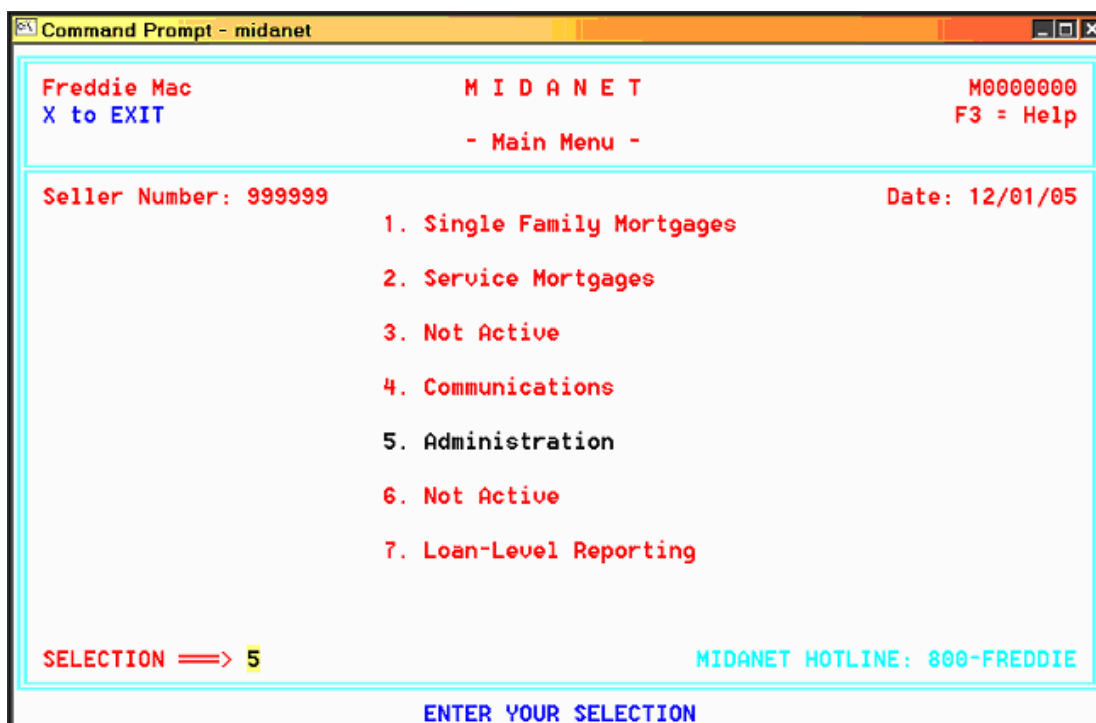 Command Prompt - midanet
Freddie Mac M I D A N E T M0000000
X to EXIT F3 = Help
- Main Menu -
Seller Number: 999999 Date: 12/01/05
1. Single Family Mortgages
2. Service Mortgages
3. Not Active
4. Communications
5. Administration
6. Not Active
7. Loan-Level Reporting
SELECTION ===> 5 MIDANET HOTLINE: 800-FREDDIE
ENTER YOUR SELECTION